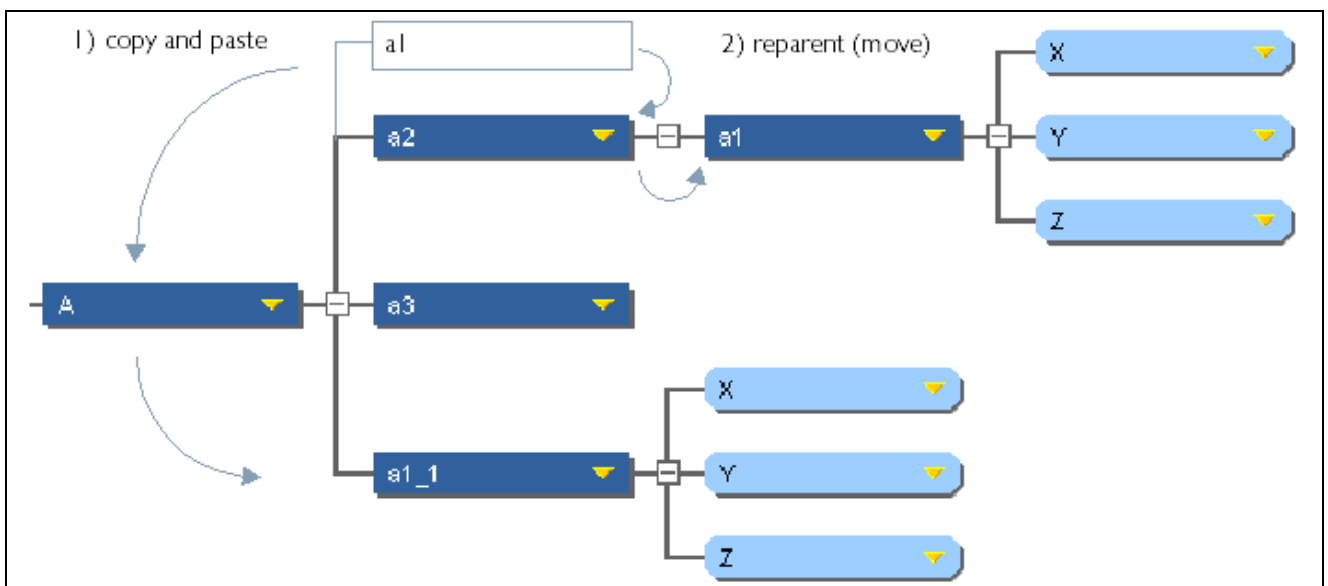 1) copy and paste
a1
2) reparent (move)
X
a2
a1
Y
Z
A
a3
X
a1_1
Y
Z